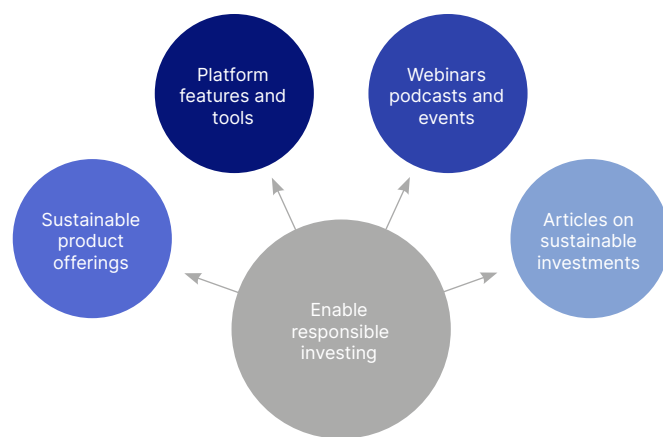 Platform
features and
tools
Webinars
podcasts and
events
Sustainable
product
offerings
Articles on
sustainable
investments
Enable
responsible
investing